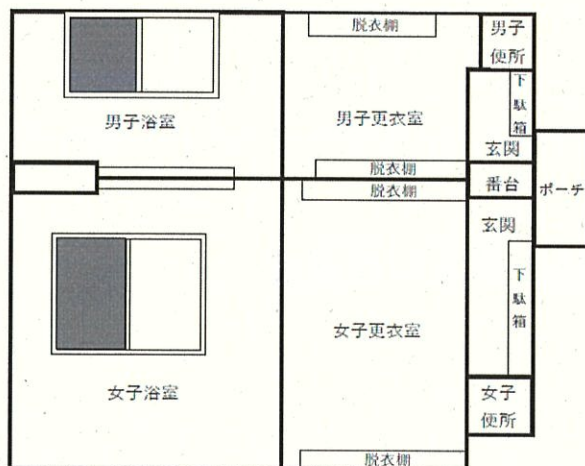 脱衣棚
男子
便所
男子浴室
男子更衣室
下駄箱
玄関
脱衣棚
脱衣棚
番台
ポーチ
玄関
下駄箱
女子更衣室
女子浴室
女子
便所
脱衣棚